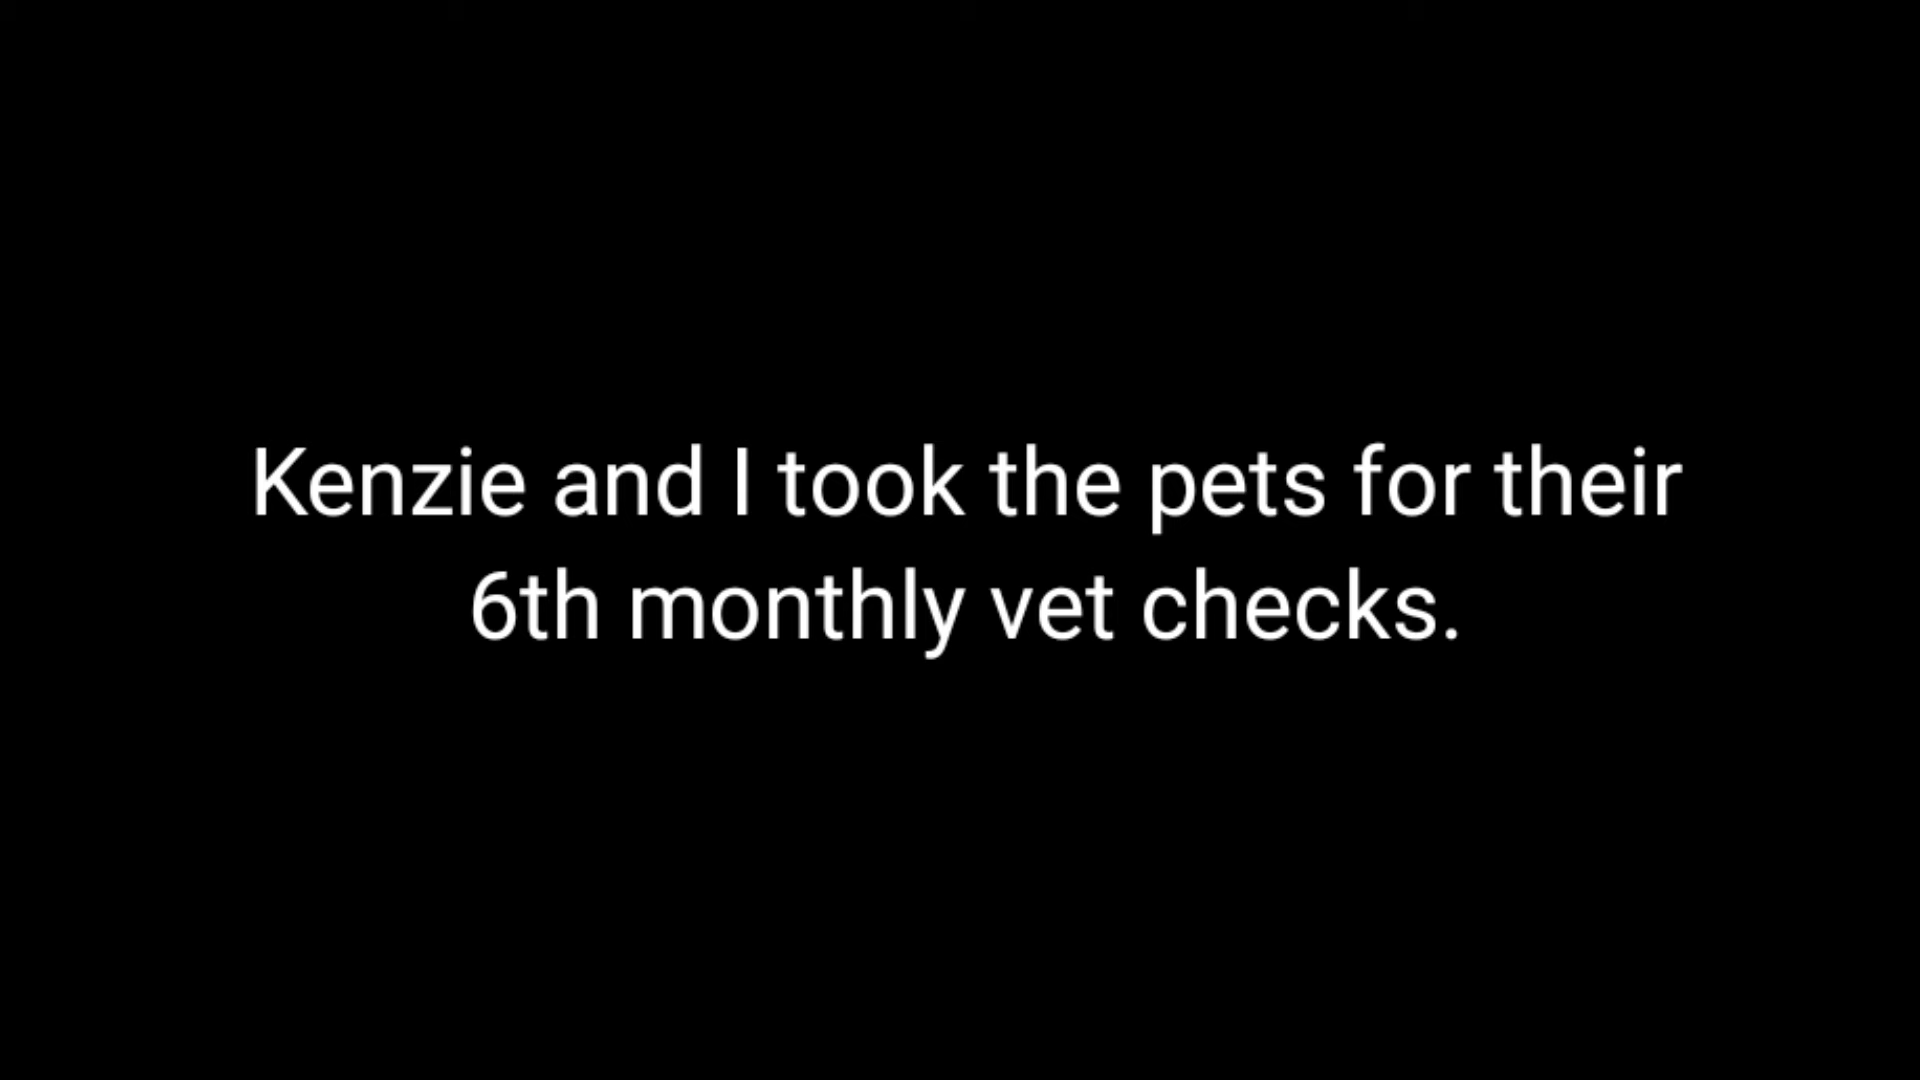 Kenzie and I took the pets for their
6th monthly vet checks.